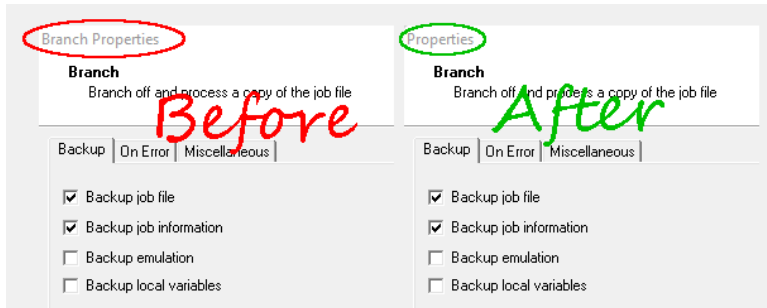 Branch Properties
Branch
Branch off and process a copy of the job file
Before
Backup On Error Miscellaneous
Backup job file
Backup job information
Backup emulation
Backup local variables
Properties
Branch
Branch off and process a copy of the job file
After
Backup On Error Miscellaneous
Backup job file
Backup job information
Backup emulation
Backup local variables